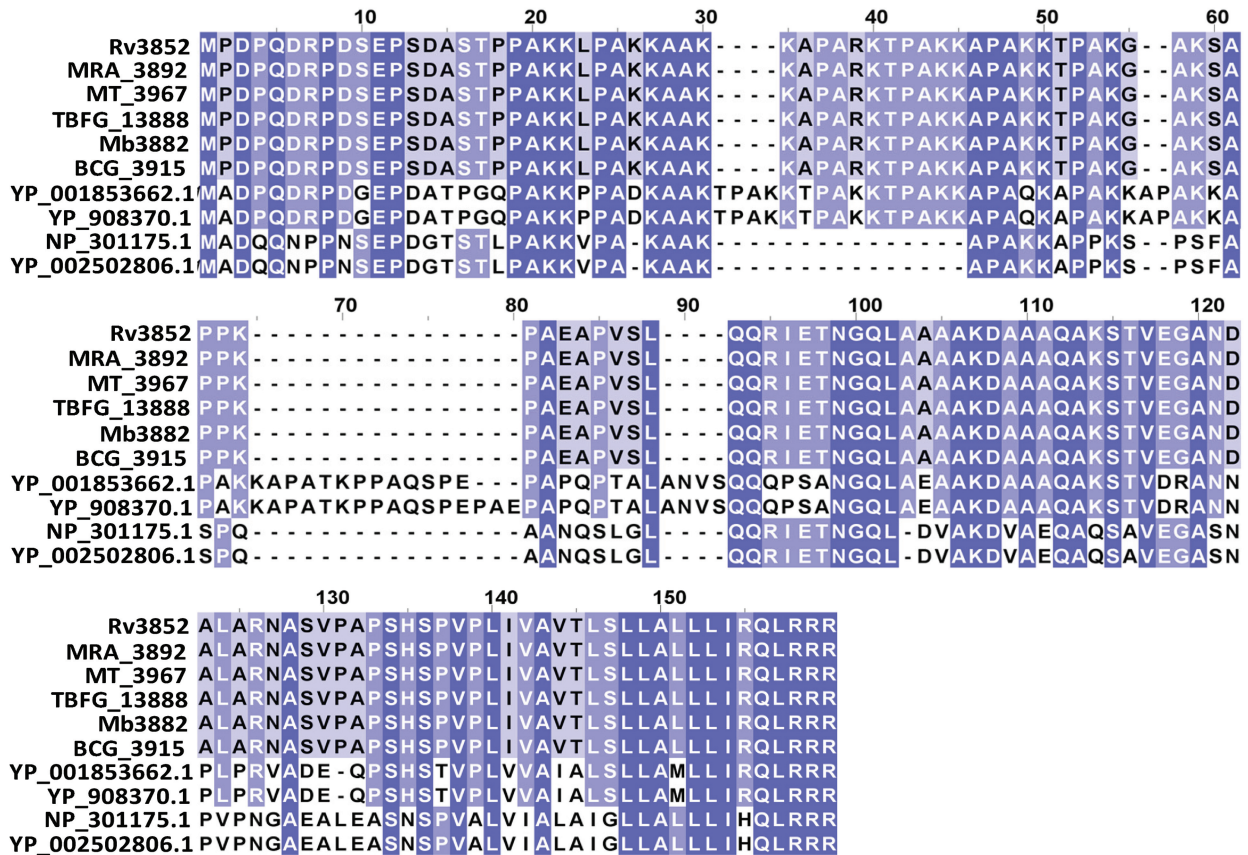 10 20 30 40 50 60
Rv3852 MPDPQDRPDSEPSDASTPPAKKLPAKKAAK----KAPARKTPAKKAPAKKTPAKG--AKSA
MRA_3892 MPDPQDRPDSEPSDASTPPAKKLPAKKAAK----KAPARKTPAKKAPAKKTPAKG--AKSA
MT_3967 MPDPQDRPDSEPSDASTPPAKKLPAKKAAK----KAPARKTPAKKAPAKKTPAKG--AKSA
TBFG_13888 MPDPQDRPDSEPSDASTPPAKKLPAKKAAK----KAPARKTPAKKAPAKKTPAKG--AKSA
Mb3882 MPDPQDRPDSEPSDASTPPAKKLPAKKAAK----KAPARKTPAKKAPAKKTPAKG--AKSA
BCG_3915 MPDPQDRPDSEPSDASTPPAKKLPAKKAAK----KAPARKTPAKKAPAKKTPAKG--AKSA
YP_001853662.1 MADPQDRPDGEPDATPGQPAKKPPADKAAKTPAKKTPAKKTPAKKAPAQKAPAKKAPAKKA
YP_908370.1 MADPQDRPDGEPDATPGQPAKKPPADKAAKTPAKKTPAKKTPAKKAPAQKAPAKKAPAKKA
NP_301175.1 MADQQNPPNSEPDGTSTLPAKKVPA-KAAK---------------APAKKAPPKS--PSFA
YP_002502806.1 MADQQNPPNSEPDGTSTLPAKKVPA-KAAK---------------APAKKAPPKS--PSFA
70 80 90 100 110 120
Rv3852 PPK----------------PAEAPVSL----QQRIETNGQLAAAAKDAAAQAKSTVEGAND
MRA_3892 PPK----------------PAEAPVSL----QQRIETNGQLAAAAKDAAAQAKSTVEGAND
MT_3967 PPK----------------PAEAPVSL----QQRIETNGQLAAAAKDAAAQAKSTVEGAND
TBFG_13888 PPK----------------PAEAPVSL----QQRIETNGQLAAAAKDAAAQAKSTVEGAND
Mb3882 PPK----------------PAEAPVSL----QQRIETNGQLAAAAKDAAAQAKSTVEGAND
BCG_3915 PPK----------------PAEAPVSL----QQRIETNGQLAAAAKDAAAQAKSTVEGAND
YP_001853662.1 PAKKAPATKPPAQSPE---PAPQPTALANVSQQQPSANGQLAEAAKDAAAQAKSTVDRANN
YP_908370.1 PAKKAPATKPPAQSPEPAEPAPQPTALANVSQQQPSANGQLAEAAKDAAAQAKSTVDRANN
NP_301175.1 SPQ----------------AANQSLGL----QQRIETNGQL-DVAKDVAEQAQSAVEGASN
YP_002502806.1 SPQ----------------AANQSLGL----QQRIETNGQL-DVAKDVAEQAQSAVEGASN
130 140 150
Rv3852 ALARNASVPAPSHSPVPLIVAVTLSLLALLLIRQLRRR
MRA_3892 ALARNASVPAPSHSPVPLIVAVTLSLLALLLIRQLRRR
MT_3967 ALARNASVPAPSHSPVPLIVAVTLSLLALLLIRQLRRR
TBFG_13888 ALARNASVPAPSHSPVPLIVAVTLSLLALLLIRQLRRR
Mb3882 ALARNASVPAPSHSPVPLIVAVTLSLLALLLIRQLRRR
BCG_3915 ALARNASVPAPSHSPVPLIVAVTLSLLALLLIRQLRRR
YP_001853662.1 PLPRVADE-QPSHSTVPLVVAIALSLLAMLLIRQLRRR
YP_908370.1 PLPRVADE-QPSHSTVPLVVAIALSLLAMLLIRQLRRR
NP_301175.1 PVPNGAEALEASNSPVALVIALAIGLLALLLIHQLRRR
YP_002502806.1 PVPNGAEALEASNSPVALVIALAIGLLALLLIHQLRRR